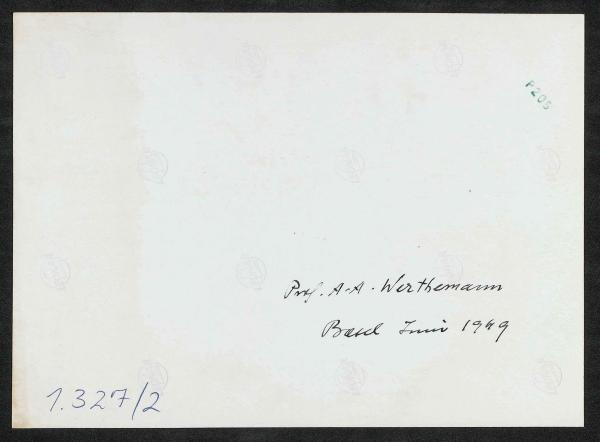 P205
Prof. A-A. Werthemann
Basel Juni 1949
1.327/2